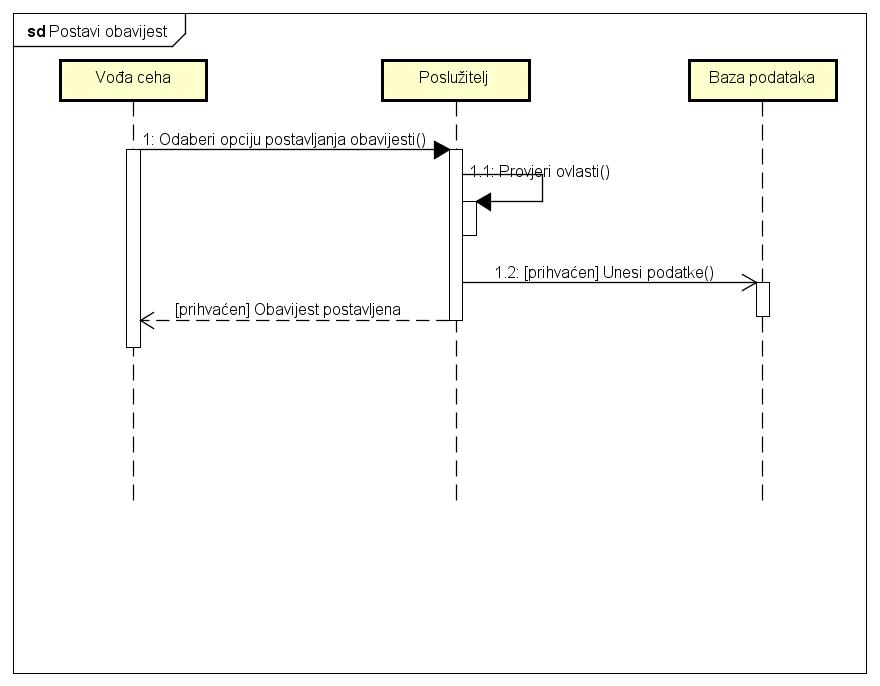 sd Postavi obavijest
Vođa ceha
Poslužitelj
Baza podataka
1: Odaberi opciju postavljanja obavijesti()
1.1: Provjeri ovlasti()
1.2: [prihvaćen] Unesi podatke()
[prihvaćen] Obavijest postavljena